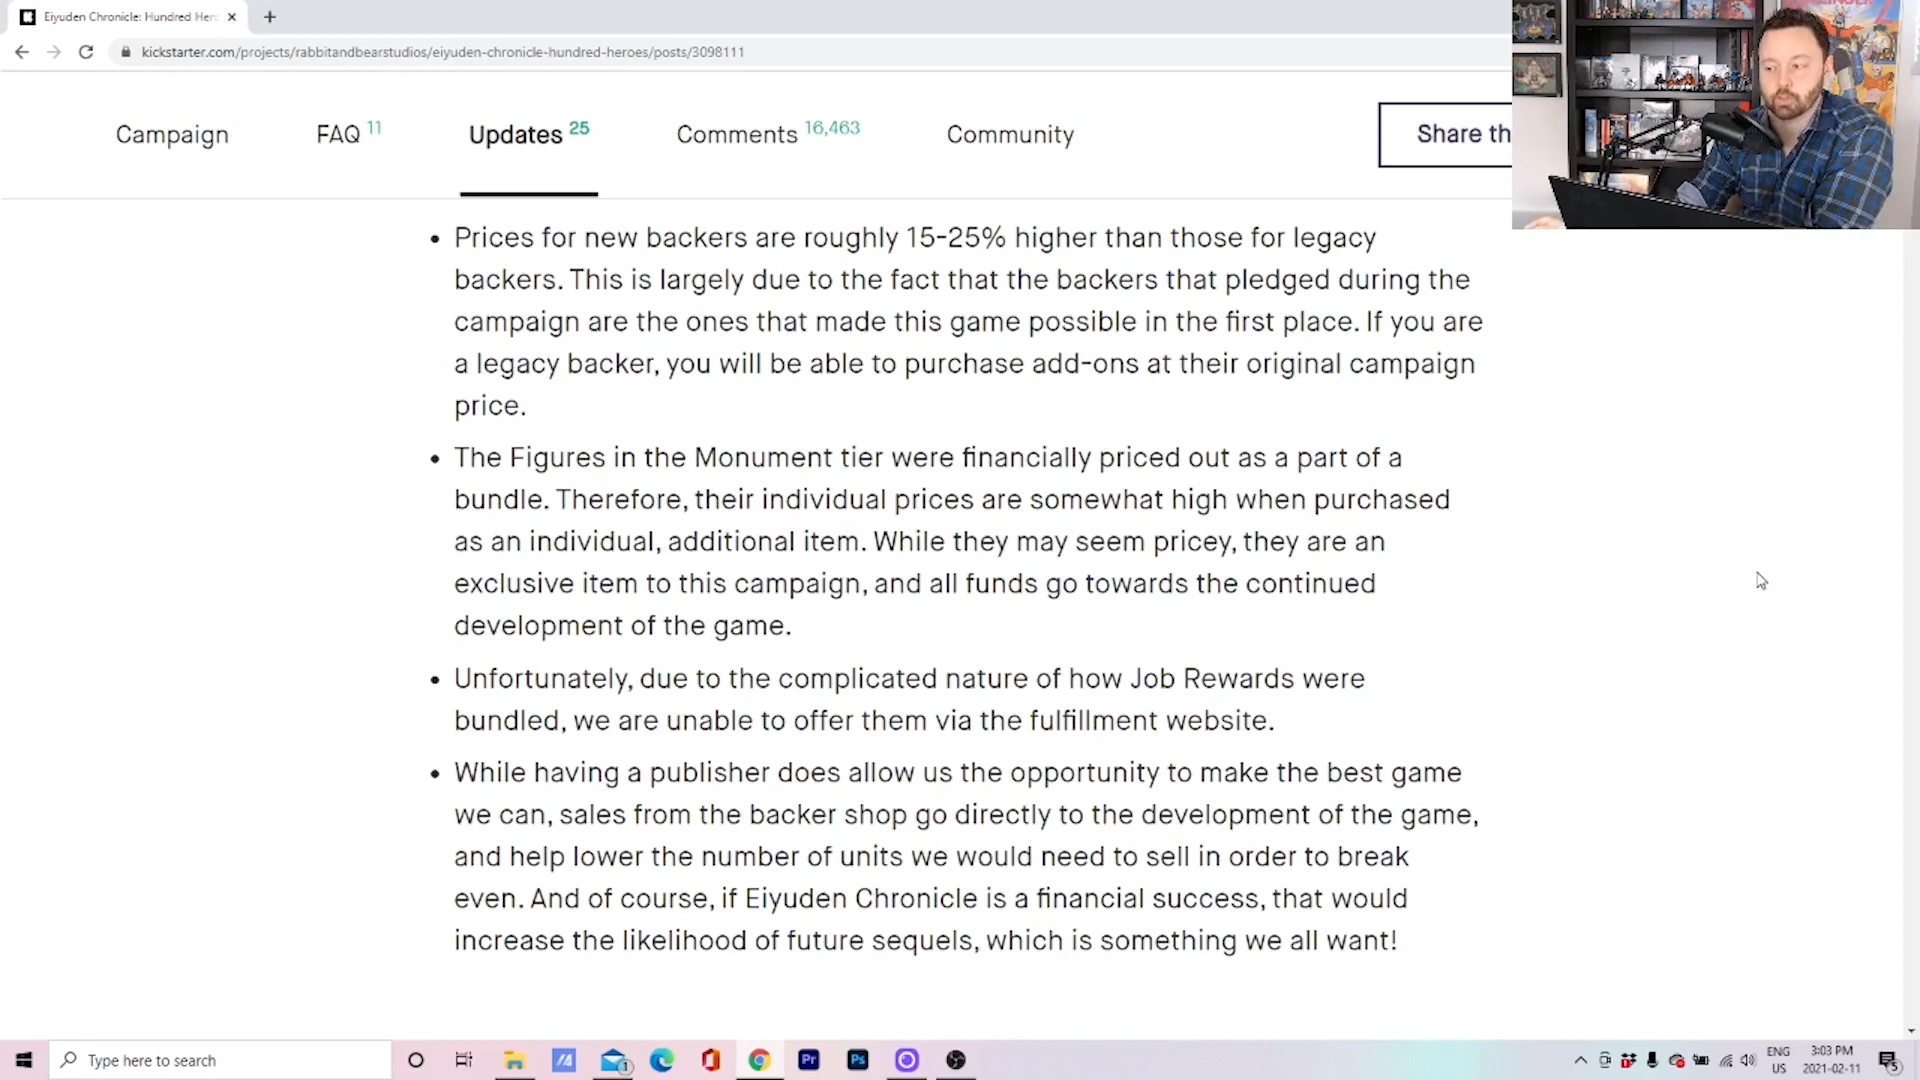 Eiyuden Chronicle: Hundred Her
kickstarter.com/projects/rabbitandbearstudios/eiyuden-chronicle-hundred-heroes/posts/3098111
Campaign FAQ 11 Updates 25 Comments 16,463 Community Share th
• Prices for new backers are roughly 15-25% higher than those for legacy
backers. This is largely due to the fact that the backers that pledged during the
campaign are the ones that made this game possible in the first place. If you are
a legacy backer, you will be able to purchase add-ons at their original campaign
price.
• The Figures in the Monument tier were financially priced out as a part of a
bundle. Therefore, their individual prices are somewhat high when purchased
as an individual, additional item. While they may seem pricey, they are an
exclusive item to this campaign, and all funds go towards the continued
development of the game.
• Unfortunately, due to the complicated nature of how Job Rewards were
bundled, we are unable to offer them via the fulfillment website.
• While having a publisher does allow us the opportunity to make the best game
we can, sales from the backer shop go directly to the development of the game,
and help lower the number of units we would need to sell in order to break
even. And of course, if Eiyuden Chronicle is a financial success, that would
increase the likelihood of future sequels, which is something we all want!
Type here to search
1
Pr
Ps
ENG
US
3:03 PM
2021-02-11
5